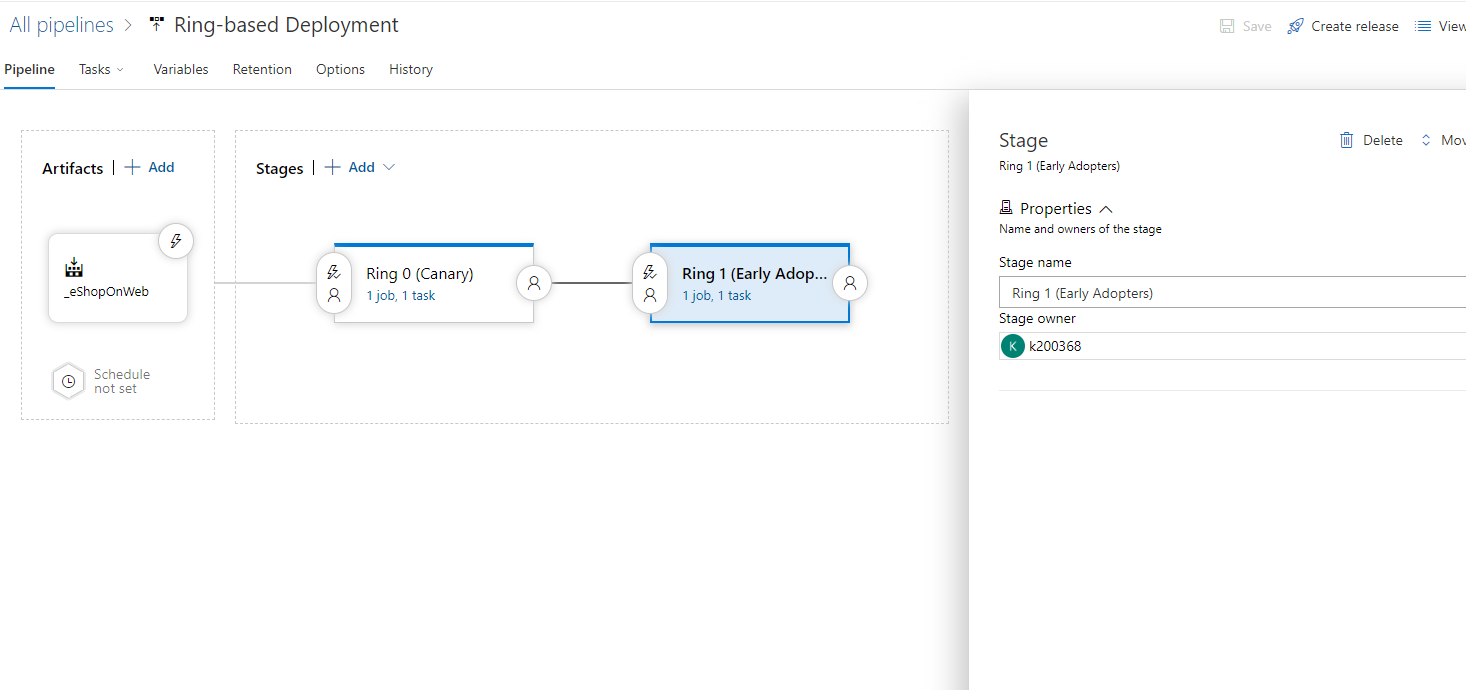 All pipelines > Ring-based Deployment
Save Create release View
Pipeline Tasks Variables Retention Options History
Artifacts | + Add
Stages | + Add
_eShopOnWeb
Schedule
not set
Ring 0 (Canary)
1 job, 1 task
Ring 1 (Early Adop...
1 job, 1 task
Stage
Delete Mov
Ring 1 (Early Adopters)
Properties
Name and owners of the stage
Stage name
Ring 1 (Early Adopters)
Stage owner
K k200368